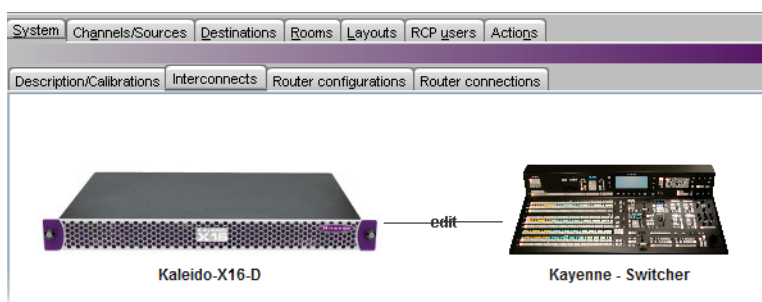 System Channels/Sources Destinations Rooms Layouts RCP users Actions
Description/Calibrations Interconnects Router configurations Router connections
X16
edit
Kaleido-X16-D Kayenne - Switcher